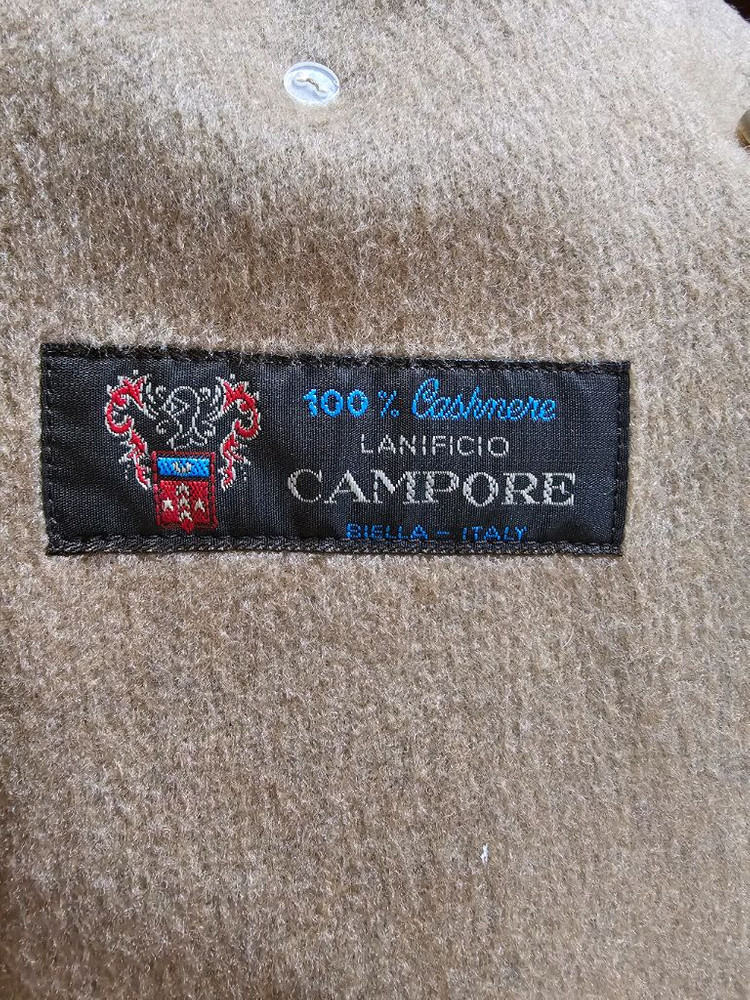 100 % Cashmere
LANIFICIO
CAMPORE
BIELLA - ITALY